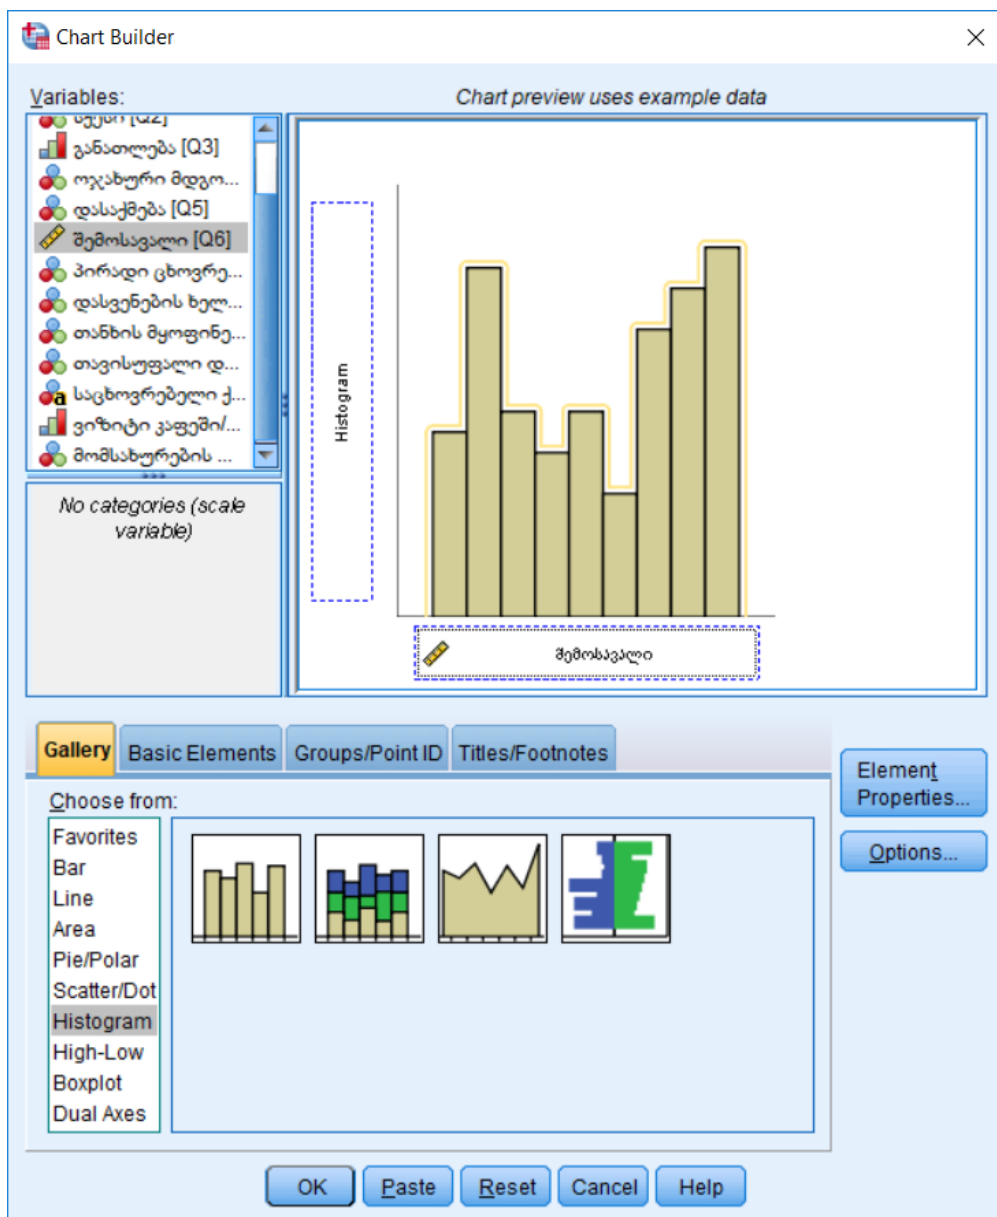 Chart Builder
Variables:
Chart preview uses example data
სქესი [Q2]
განათლება [Q3]
ოჯახური მდგო...
დასაქმება [Q5]
შემოსავალი [Q6]
პირადი ცხოვრე...
დასვენების ხელ...
თანხის მყოფინე...
თავისუფალი დ...
a საცხოვრებელი ქ...
ვიზიტი კაფეში/...
მომსახურების ...
No categories (scale
variable)
Histogram
შემოსავალი
Gallery
Basic Elements
Groups/Point ID
Titles/Footnotes
Choose from:
Favorites
Bar
Line
Area
Pie/Polar
Scatter/Dot
Histogram
High-Low
Boxplot
Dual Axes
Element
Properties...
Options...
OK
Paste
Reset
Cancel
Help